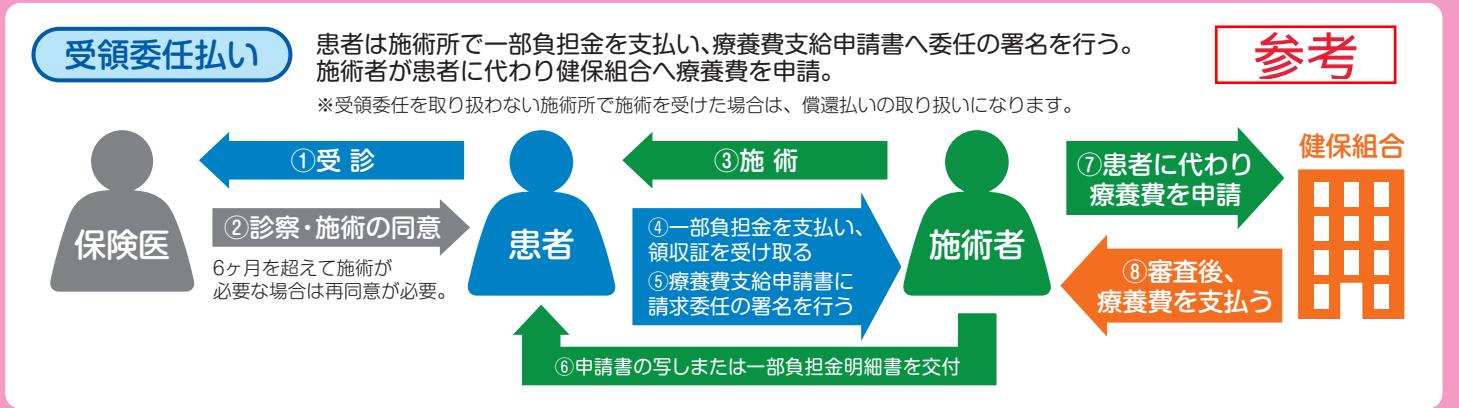 受領委任払い
患者は施術所で一部負担金を支払い、療養費支給申請書へ委任の署名を行う。
施術者が患者に代わり健保組合へ療養費を申請。
※受領委任を取り扱わない施術所で施術を受けた場合は、償還払いの取り扱いになります。
参考
保険医
①受 診
②診察・施術の同意
6ヶ月を超えて施術が
必要な場合は再同意が必要。
患者
③施 術
④一部負担金を支払い、
領収証を受け取る
⑤療養費支給申請書に
請求委任の署名を行う
⑥申請書の写しまたは一部負担金明細書を交付
施術者
⑦患者に代わり
療養費を申請
⑧審査後、
療養費を支払う
健保組合